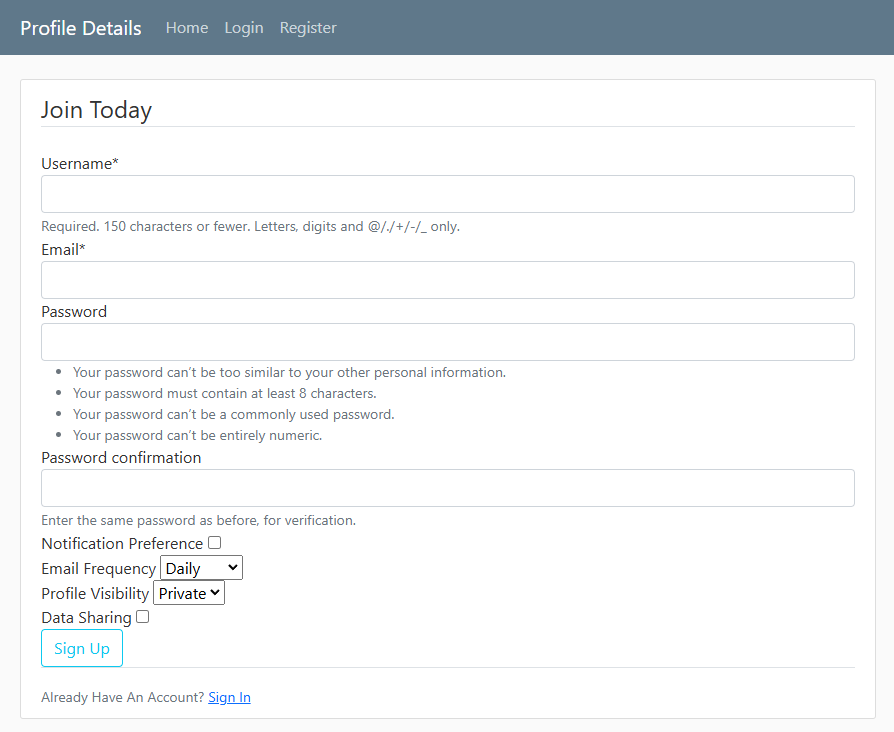 Profile Details Home Login Register
Join Today
Username*
Required. 150 characters or fewer. Letters, digits and @/./+/-/_ only.
Email*
Password
Your password can't be too similar to your other personal information.
Your password must contain at least 8 characters.
Your password can't be a commonly used password.
Your password can't be entirely numeric.
Password confirmation
Enter the same password as before, for verification.
Notification Preference
Email Frequency Daily
Profile Visibility Private
Data Sharing
Sign Up
Already Have An Account? Sign In